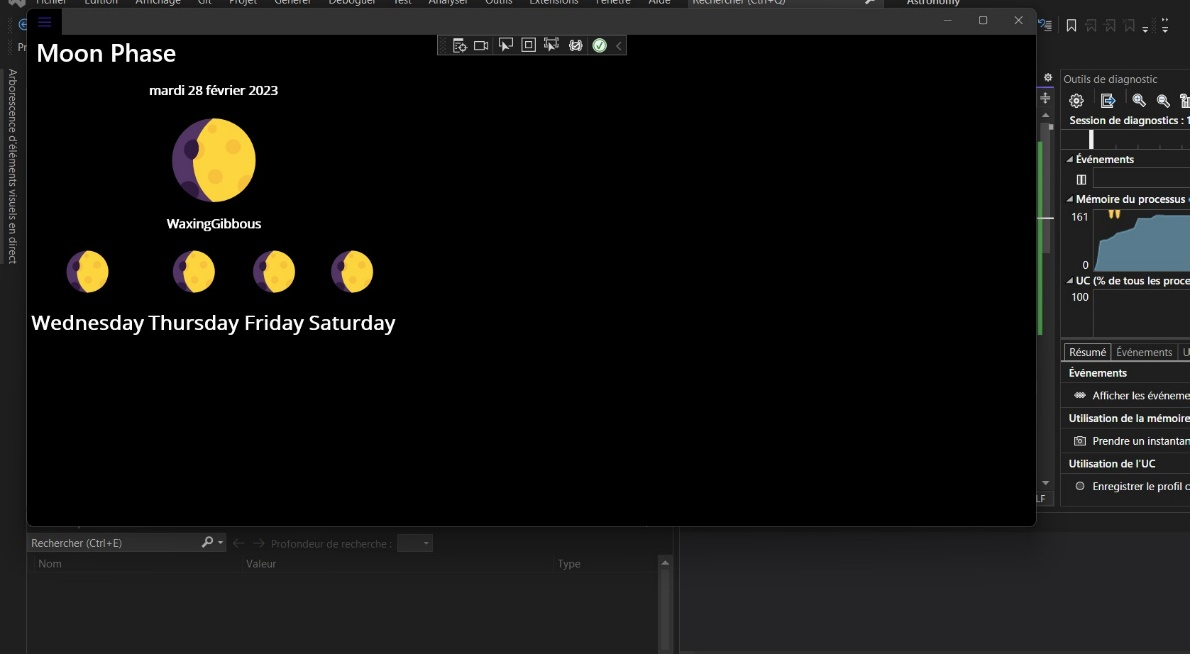 Fichier Édition Affichage Git Projet Générer Déboguer Test Analyser Outils Extensions Fenêtre Aide Rechercher (Ctrl+Q) Astronomy
Moon Phase
mardi 28 février 2023
WaxingGibbous
Wednesday Thursday Friday Saturday
Arborescence d'éléments visuels en direct
Outils de diagnostic
Session de diagnostics : 1
Événements
Mémoire du processus
161
0
UC (% de tous les proce
100
Résumé Événements U
Événements
Afficher les événeme
Utilisation de la mémoire
Prendre un instantan
Utilisation de l'UC
Enregistrer le profil c
LF
Rechercher (Ctrl+E)
Profondeur de recherche :
Nom Valeur Type